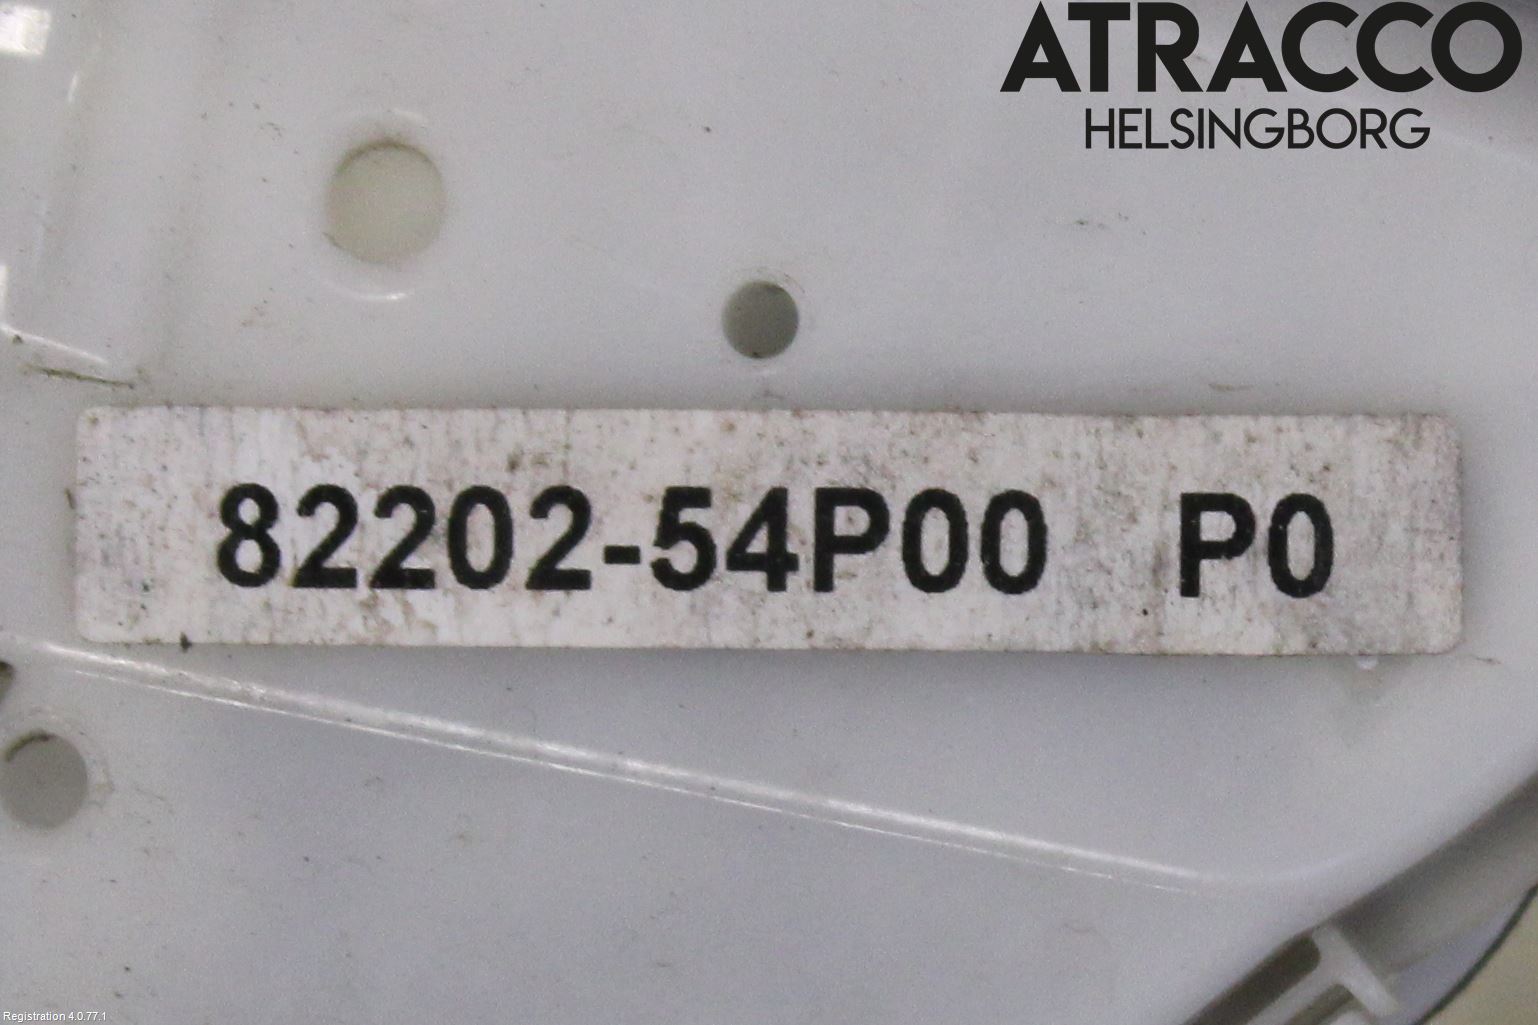 ATRACCO
HELSINGBORG
82202-54P00 P0
Registration 4.0.77.1